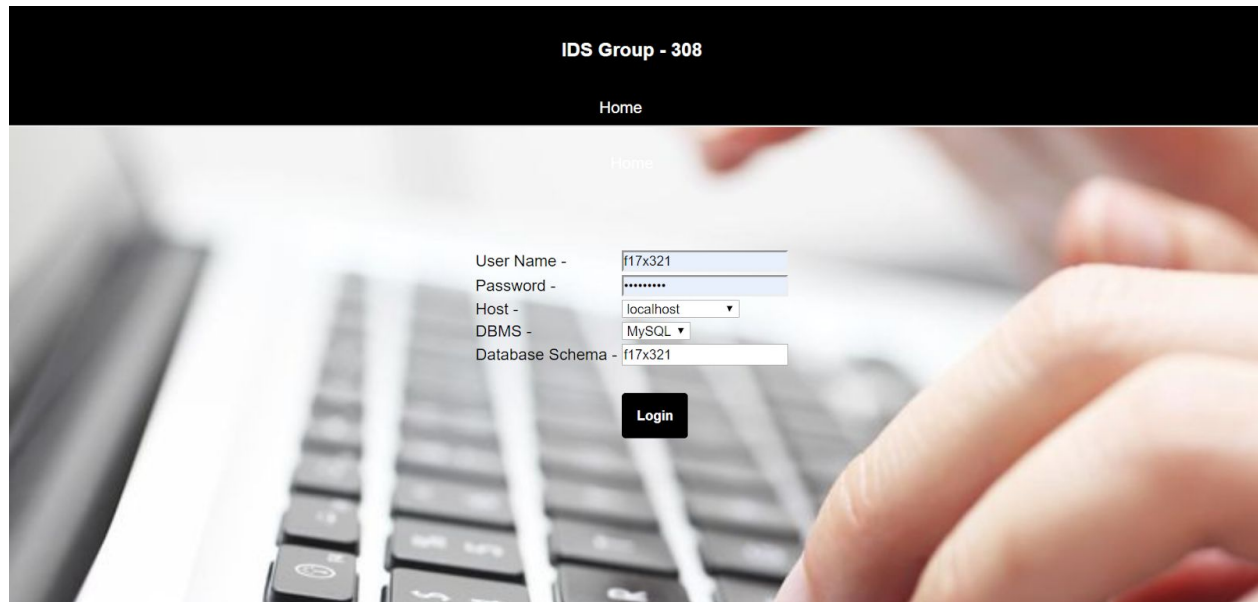 IDS Group - 308
Home
Home
User Name - f17x321
Password - •••••••••
Host - localhost
DBMS - MySQL
Database Schema - f17x321
Login